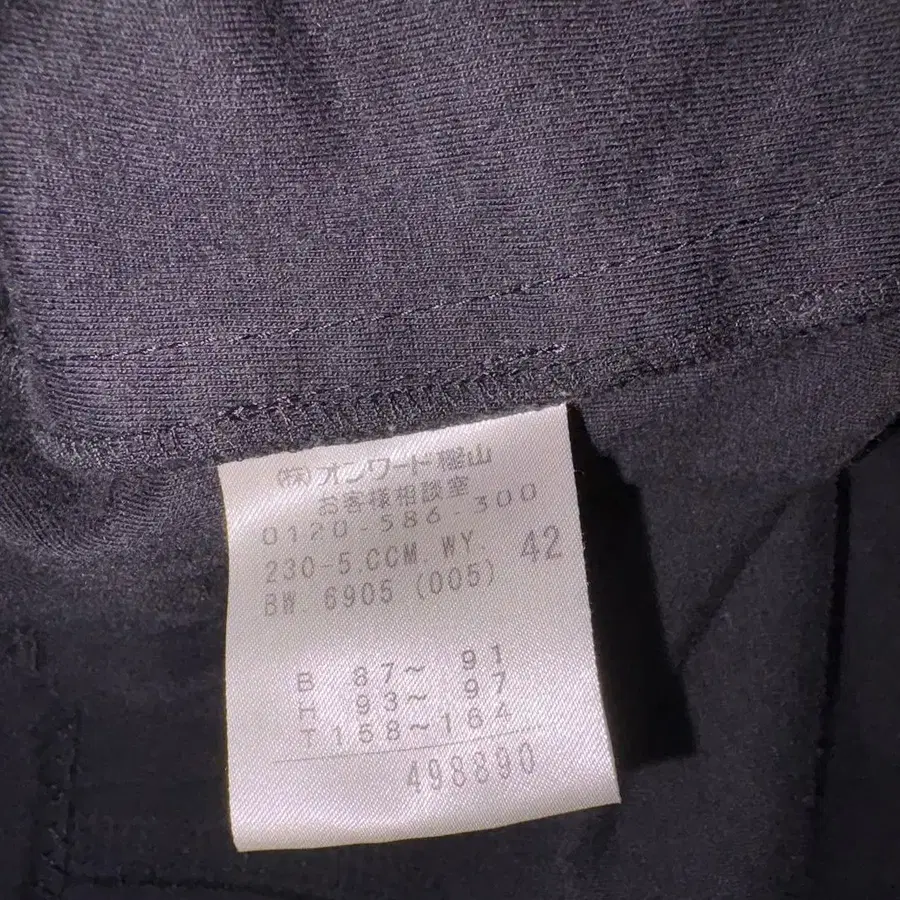 (株)オンワード樫山
お客様相談室
0120-586-300
230-5.CCM.WY. 42
BW. 6905 (005)
B 87~ 91
H 93~ 97
T 158~164
498890